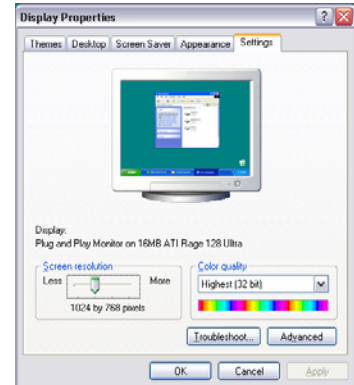 Display Properties
Themes Desktop Screen Saver Appearance Settings
Display:
Plug and Play Monitor on 16MB ATI Rage 128 Ultra
Screen resolution
Less More
1024 by 768 pixels
Color quality
Highest (32 bit)
Troubleshoot... Advanced
OK Cancel Apply